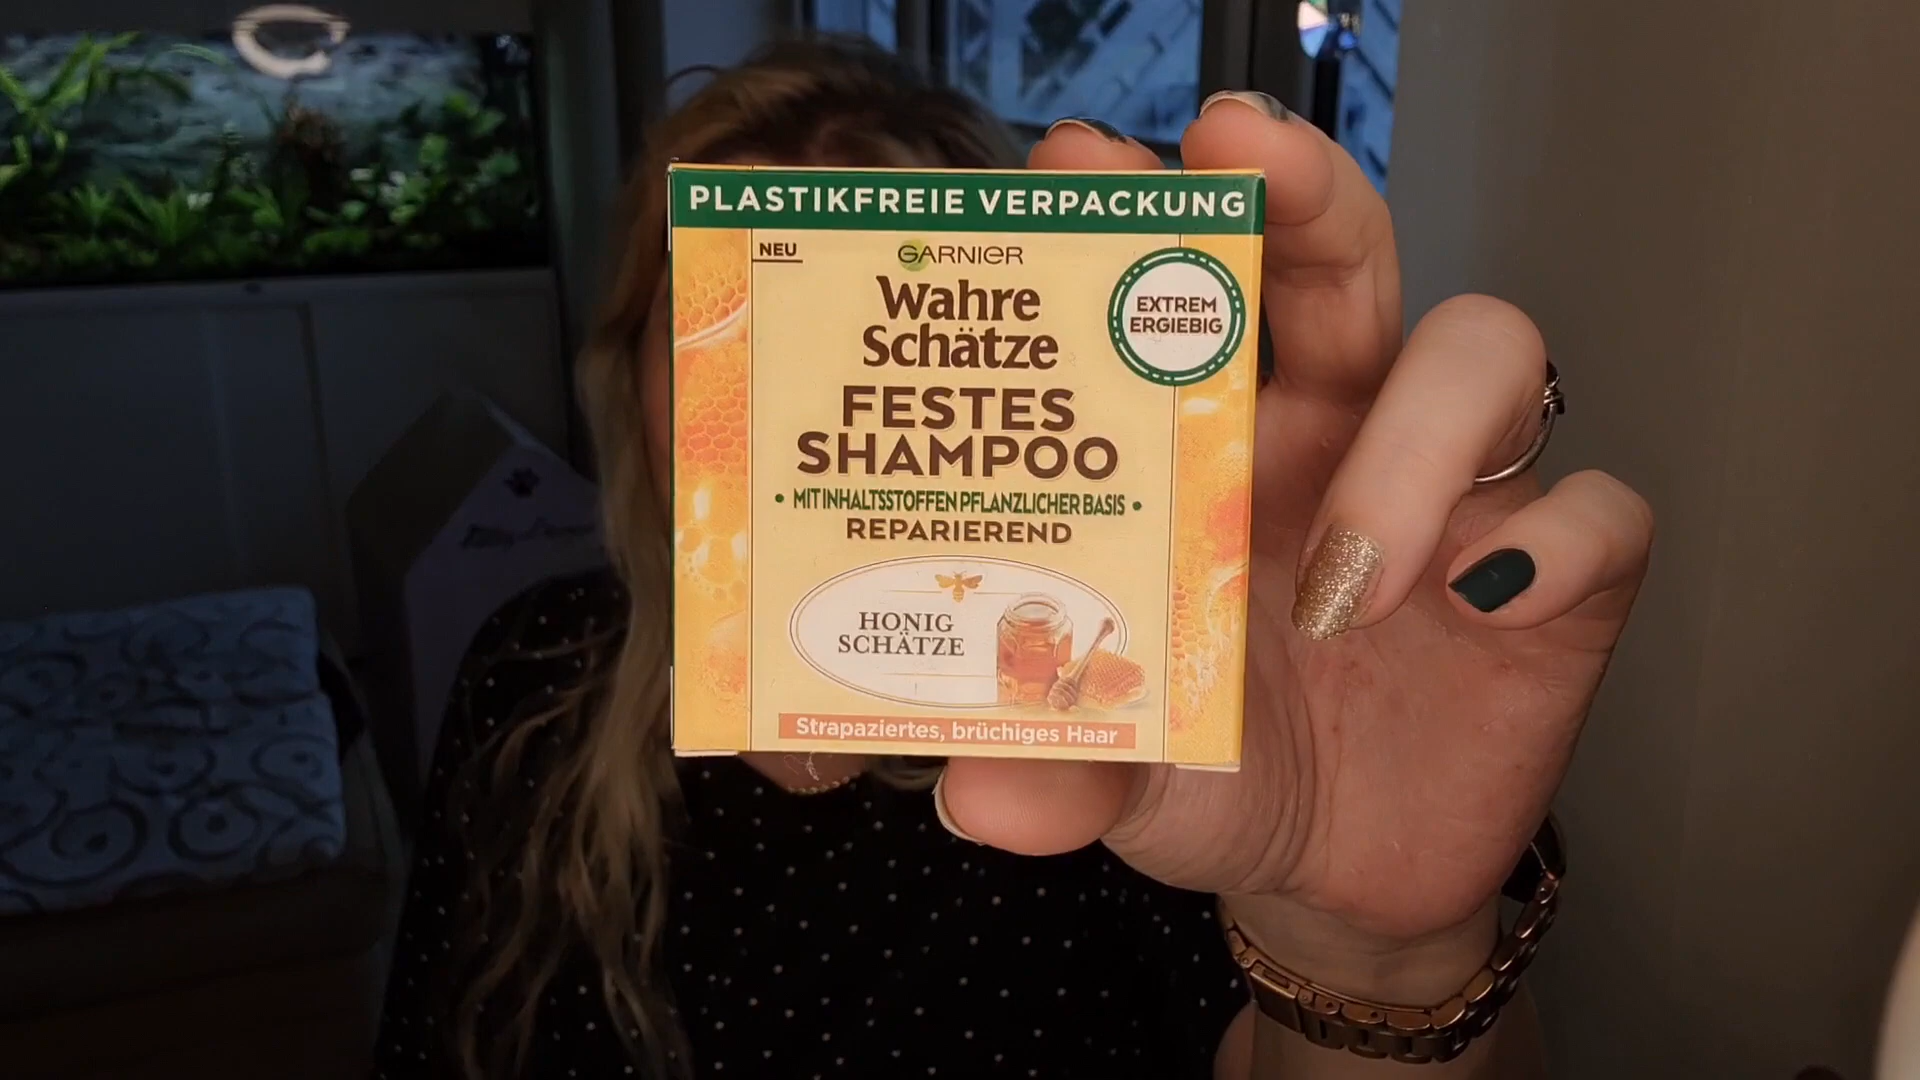 PLASTIKFREIE VERPACKUNG
NEU
GARNIER
Wahre
Schätze
EXTREM
ERGIEBIG
FESTES
SHAMPOO
• MIT INHALTSSTOFFEN PFLANZLICHER BASIS •
REPARIEREND
HONIG
SCHÄTZE
Strapaziertes, brüchiges Haar